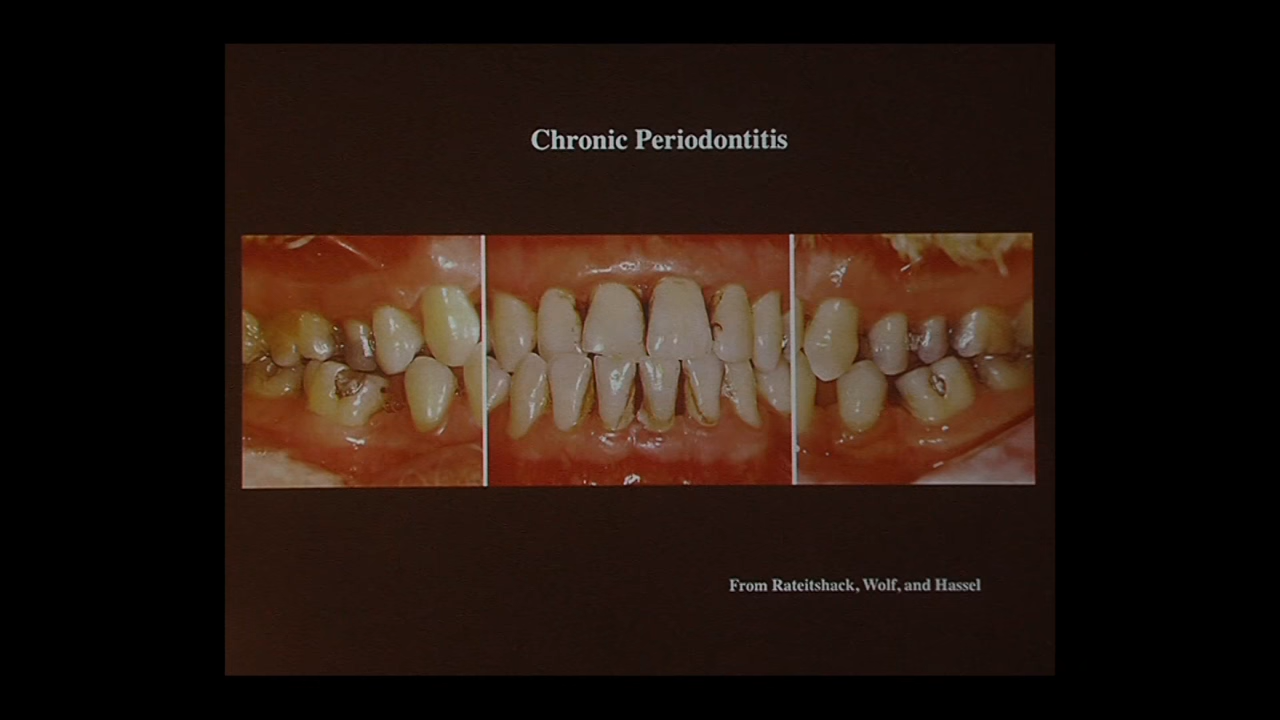 Chronic Periodontitis
From Rateitshack, Wolf, and Hassel